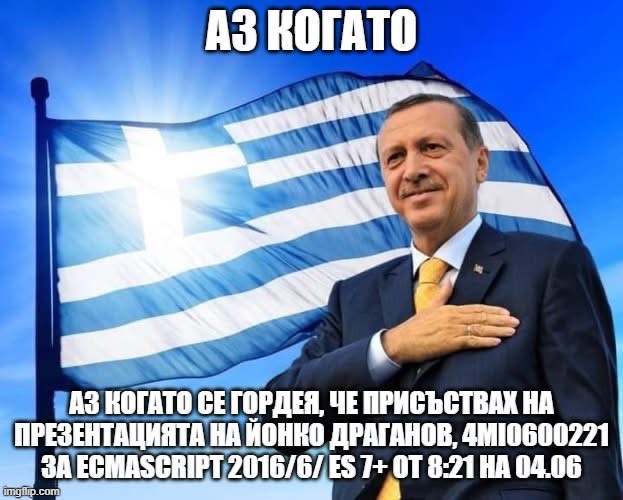 АЗ КОГАТО
АЗ КОГАТО СЕ ГОРДЕЯ, ЧЕ ПРИСЪСТВАХ НА
ПРЕЗЕНТАЦИЯТА НА ЙОНКО ДРАГАНОВ, 4MI0600221
ЗА ECMASCRIPT 2016/6/ ES 7+ ОТ 8:21 НА 04.06
imgflip.com